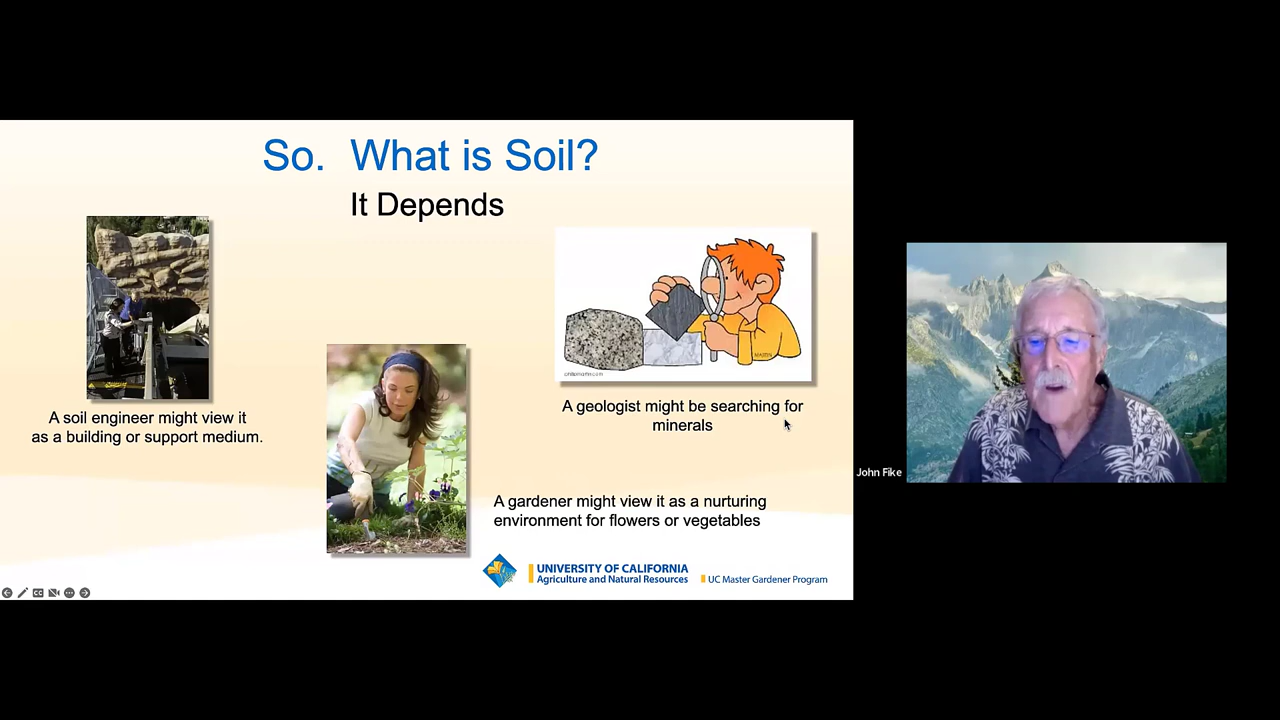 So.  What is Soil?
It Depends
A soil engineer might view it
as a building or support medium.
MARTIN
A geologist might be searching for
minerals
A gardener might view it as a nurturing
environment for flowers or vegetables
UNIVERSITY OF CALIFORNIA
Agriculture and Natural Resources
UC Master Gardener Program
CC
John Fike